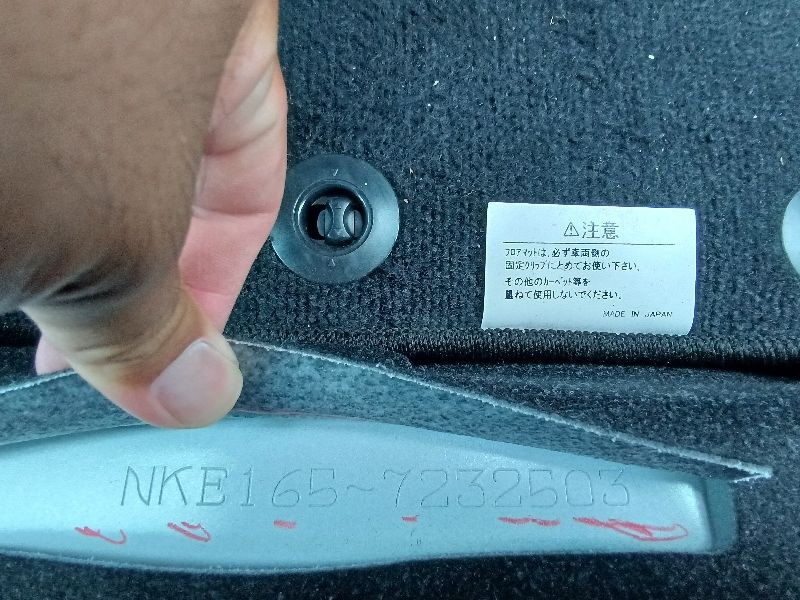 ⚠注意
フロアマットは、必ず車両側の
固定クリップにとめてお使い下さい。
その他のカーペット等を
重ねて使用しないでください。
MADE IN JAPAN
NKE165-7232503